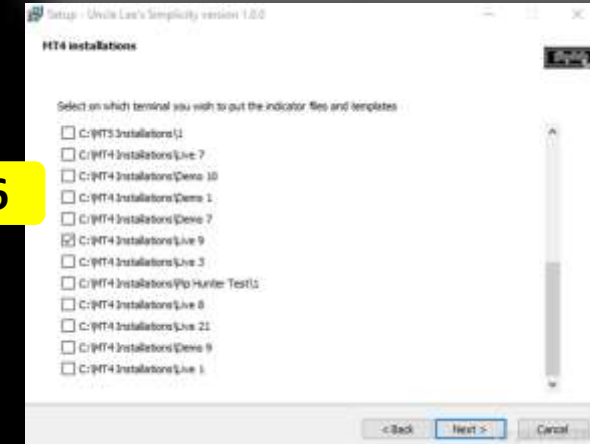 Setup - Uncle Lee's Simplicity version 1.0.0
MT4 installations
Select on which terminal you wish to put the indicator files and templates
C:\MT5 Installations\1
C:\MT4 Installations\Live 7
C:\MT4 Installations\Demo 10
C:\MT4 Installations\Demo 1
6
C:\MT4 Installations\Demo 7
C:\MT4 Installations\Live 9
C:\MT4 Installations\Live 3
C:\MT4 Installations\Pip Hunter Test\1
C:\MT4 Installations\Live 8
C:\MT4 Installations\Live 21
C:\MT4 Installations\Demo 9
C:\MT4 Installations\Live 1
< Back
Next >
Cancel